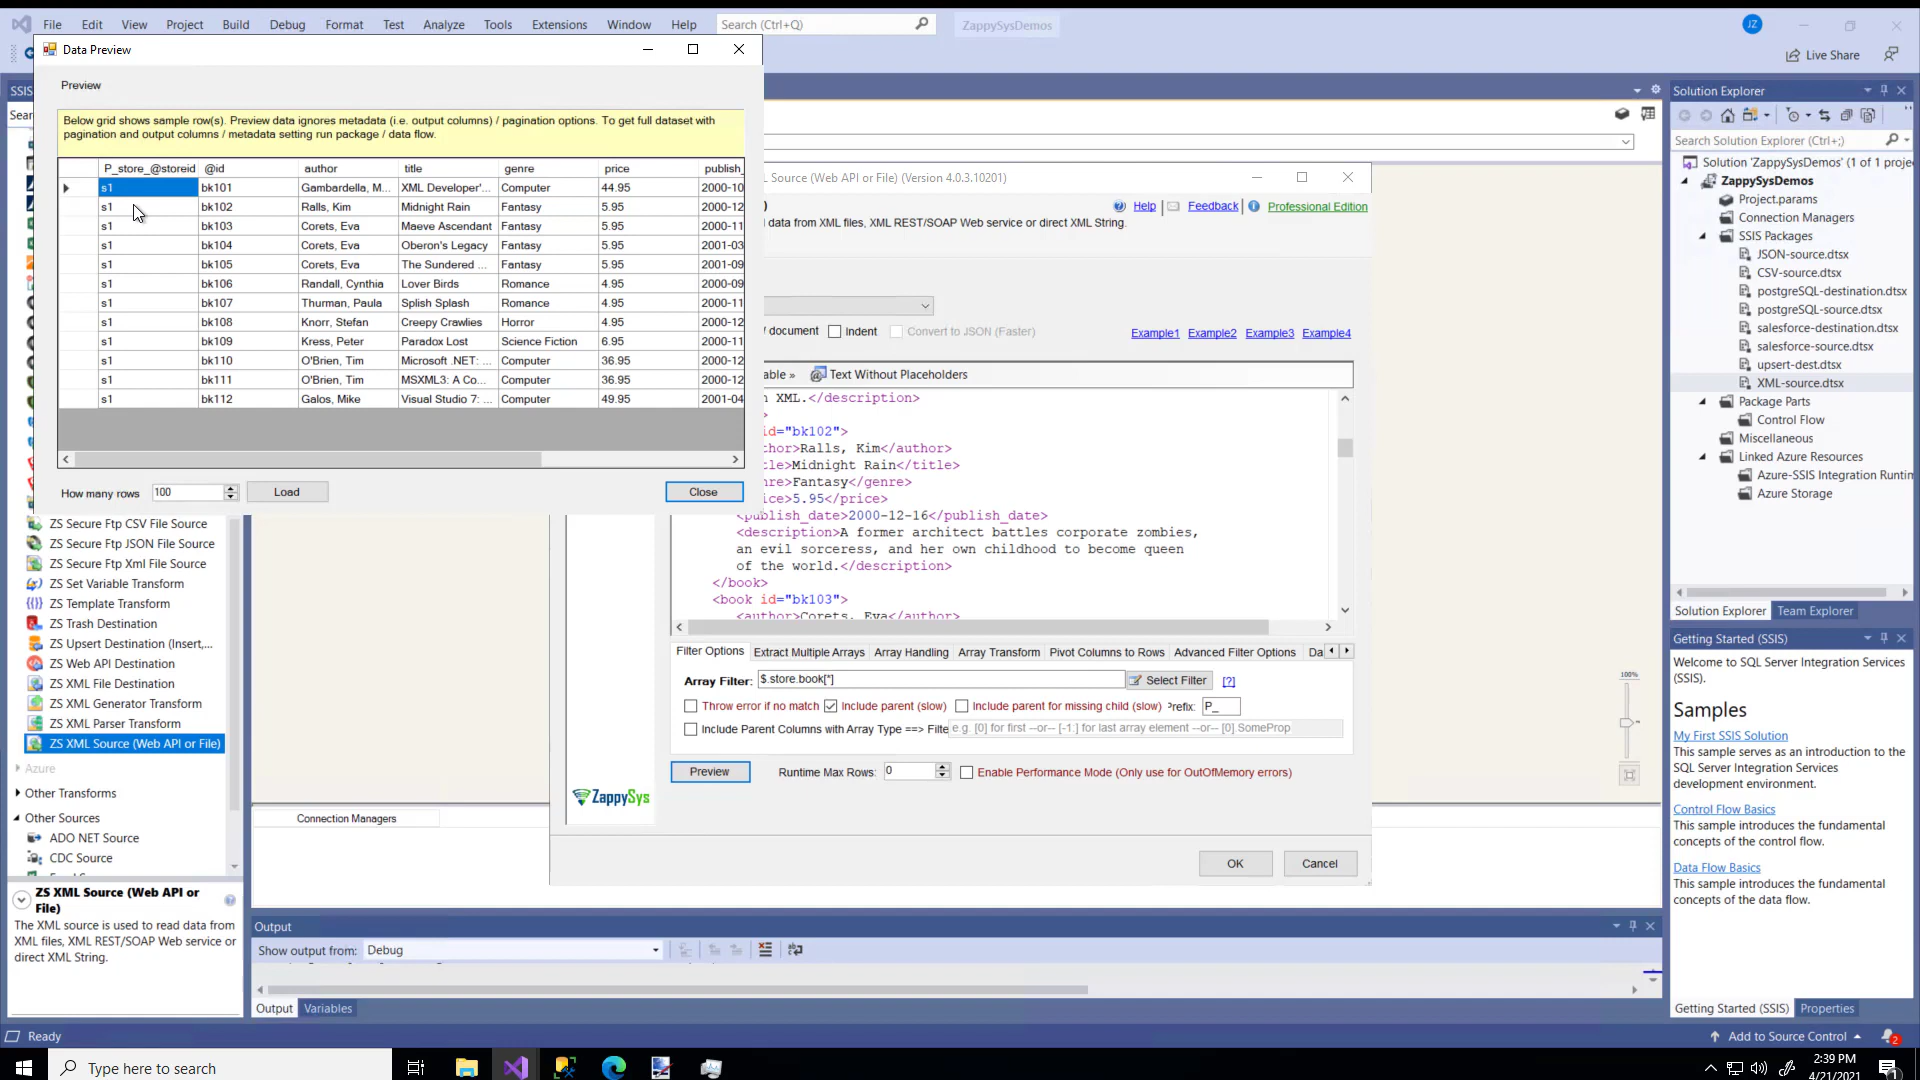 File Edit View Project Build Debug Format Test Analyze Tools Extensions Window Help Search (Ctrl+Q) ZappySysDemos JZ
Live Share
Data Preview
Preview
Below grid shows sample row(s). Preview data ignores metadata (i.e. output columns) / pagination options. To get full dataset with
pagination and output columns / metadata setting run package / data flow.
P_store_@storeid @id author title genre price publish_
s1 bk101 Gambardella, M... XML Developer'... Computer 44.95 2000-10
s1 bk102 Ralls, Kim Midnight Rain Fantasy 5.95 2000-12
s1 bk103 Corets, Eva Maeve Ascendant Fantasy 5.95 2000-11
s1 bk104 Corets, Eva Oberon's Legacy Fantasy 5.95 2001-03
s1 bk105 Corets, Eva The Sundered ... Fantasy 5.95 2001-09
s1 bk106 Randall, Cynthia Lover Birds Romance 4.95 2000-09
s1 bk107 Thurman, Paula Splish Splash Romance 4.95 2000-11
s1 bk108 Knorr, Stefan Creepy Crawlies Horror 4.95 2000-12
s1 bk109 Kress, Peter Paradox Lost Science Fiction 6.95 2000-11
s1 bk110 O'Brien, Tim Microsoft .NET: ... Computer 36.95 2000-12
s1 bk111 O'Brien, Tim MSXML3: A Co... Computer 36.95 2000-12
s1 bk112 Galos, Mike Visual Studio 7: ... Computer 49.95 2001-04
How many rows 100 Load Close
SSIS
Sear
ZS Secure Ftp CSV File Source
ZS Secure Ftp JSON File Source
ZS Secure Ftp Xml File Source
ZS Set Variable Transform
ZS Template Transform
ZS Trash Destination
ZS Upsert Destination (Insert,...
ZS Web API Destination
ZS XML File Destination
ZS XML Generator Transform
ZS XML Parser Transform
ZS XML Source (Web API or File)
Azure
Other Transforms
Other Sources
ADO NET Source
CDC Source
ZS XML Source (Web API or
File)
The XML source is used to read data from
XML files, XML REST/SOAP Web service or
direct XML String.
Source (Web API or File) (Version 4.0.3.10201)
Help Feedback Professional Edition
data from XML files, XML REST/SOAP Web service or direct XML String.
/ document Indent Convert to JSON (Faster) Example1 Example2 Example3 Example4
able » Text Without Placeholders
n XML.</description>
>
id="bk102">
hor>Ralls, Kim</author>
le>Midnight Rain</title>
re>Fantasy</genre>
ice>5.95</price>
<publish_date>2000-12-16</publish_date>
<description>A former architect battles corporate zombies,
an evil sorceress, and her own childhood to become queen
of the world.</description>
</book>
<book id="bk103">
<author>Corets, Eva</author>
Filter Options Extract Multiple Arrays Array Handling Array Transform Pivot Columns to Rows Advanced Filter Options Da
Array Filter: $.store.book[*] Select Filter [?]
Throw error if no match Include parent (slow) Include parent for missing child (slow) Prefix: P_
Include Parent Columns with Array Type ==> Filte e.g. [0] for first --or-- [-1:] for last array element --or-- [0] SomeProp
Preview Runtime Max Rows: 0 Enable Performance Mode (Only use for OutOfMemory errors)
ZappySys
OK Cancel
Connection Managers
100%
Output
Show output from: Debug
Output Variables
Solution Explorer
Search Solution Explorer (Ctrl+;)
Solution 'ZappySysDemos' (1 of 1 proje
ZappySysDemos
Project.params
Connection Managers
SSIS Packages
JSON-source.dtsx
CSV-source.dtsx
postgreSQL-destination.dtsx
postgreSQL-source.dtsx
salesforce-destination.dtsx
salesforce-source.dtsx
upsert-dest.dtsx
XML-source.dtsx
Package Parts
Control Flow
Miscellaneous
Linked Azure Resources
Azure-SSIS Integration Runtin
Azure Storage
Solution Explorer Team Explorer
Getting Started (SSIS)
Welcome to SQL Server Integration Services
(SSIS).
Samples
My First SSIS Solution
This sample serves as an introduction to the
SQL Server Integration Services
development environment.
Control Flow Basics
This sample introduces the fundamental
concepts of the control flow.
Data Flow Basics
This sample introduces the fundamental
concepts of the data flow.
Getting Started (SSIS) Properties
Ready Add to Source Control 2
Type here to search 2:39 PM
4/21/2021 1